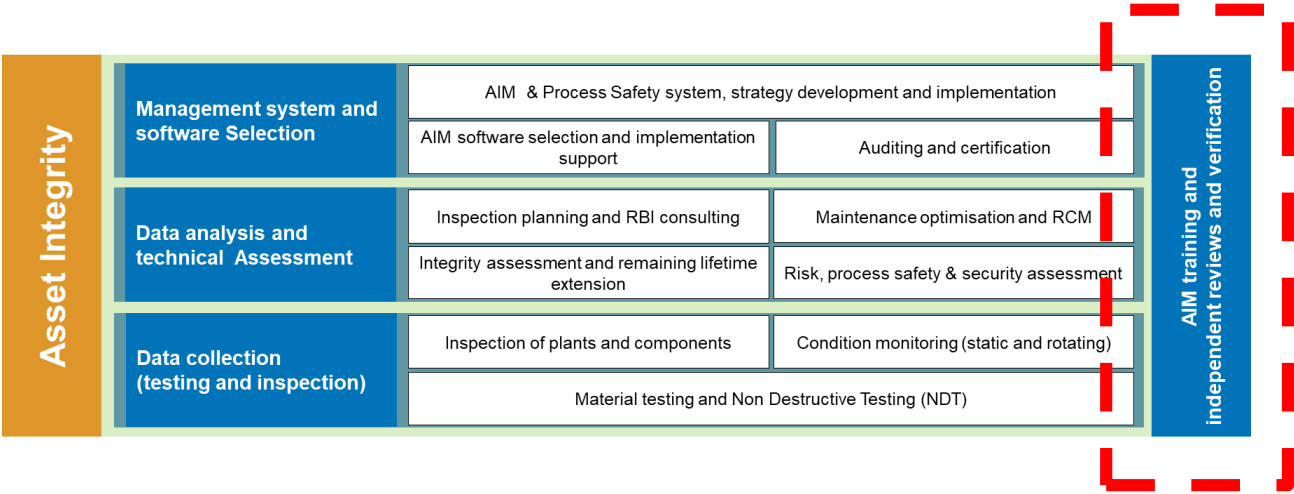 Asset Integrity
Management system and
software Selection
AIM & Process Safety system, strategy development and implementation
AIM software selection and implementation
support
Auditing and certification
Data analysis and
technical Assessment
Inspection planning and RBI consulting
Maintenance optimisation and RCM
Integrity assessment and remaining lifetime
extension
Risk, process safety & security assessment
Data collection
(testing and inspection)
Inspection of plants and components
Condition monitoring (static and rotating)
Material testing and Non Destructive Testing (NDT)
AIM training and
independent reviews and verification